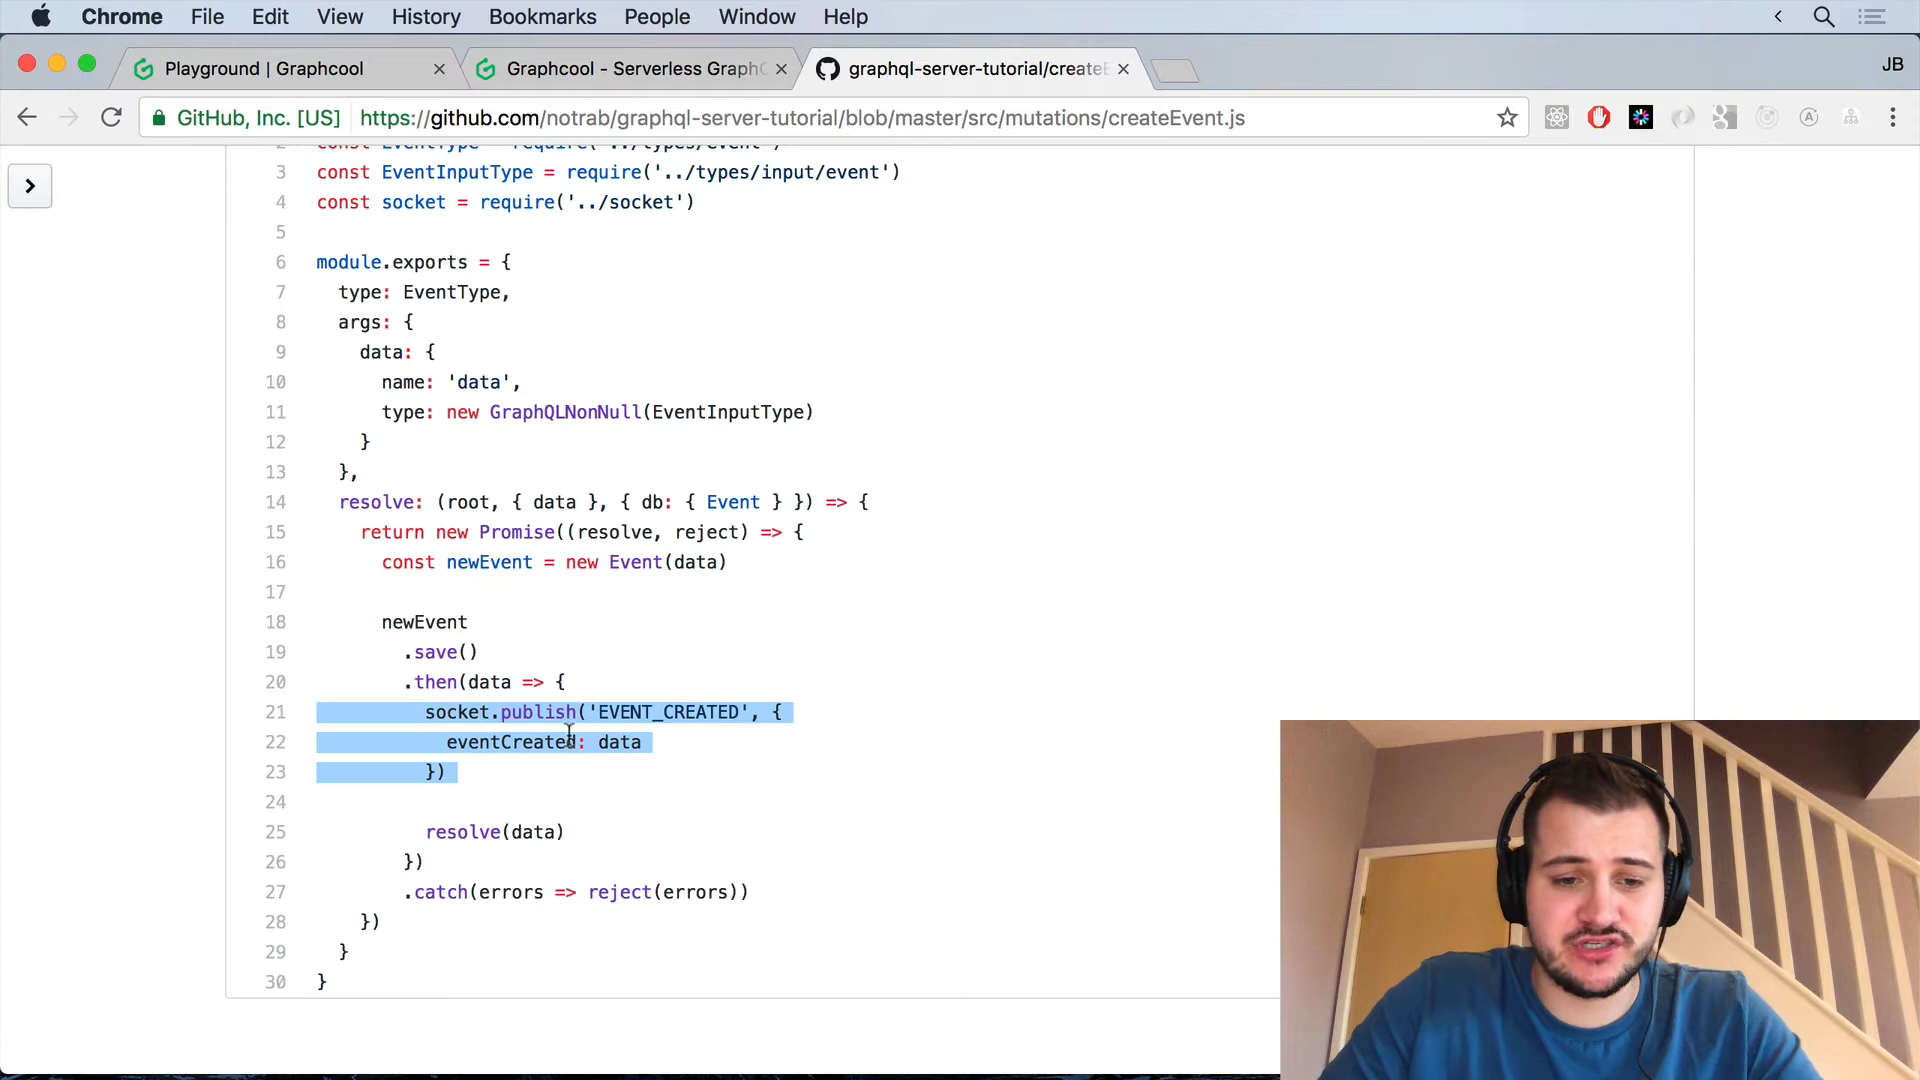 Chrome File Edit View History Bookmarks People Window Help
Playground | Graphcool
Graphcool - Serverless Graph
graphql-server-tutorial/create
JB
GitHub, Inc. [US] https://github.com/notrab/graphql-server-tutorial/blob/master/src/mutations/createEvent.js
2 const EventType = require('../types/event')
3 const EventInputType = require('../types/input/event')
4 const socket = require('../socket')
5
6 module.exports = {
7 type: EventType,
8 args: {
9 data: {
10 name: 'data',
11 type: new GraphQLNonNull(EventInputType)
12 }
13 },
14 resolve: (root, { data }, { db: { Event } }) => {
15 return new Promise((resolve, reject) => {
16 const newEvent = new Event(data)
17
18 newEvent
19 .save()
20 .then(data => {
21 socket.publish('EVENT_CREATED', {
22 eventCreated: data
23 })
24
25 resolve(data)
26 })
27 .catch(errors => reject(errors))
28 })
29 }
30 }